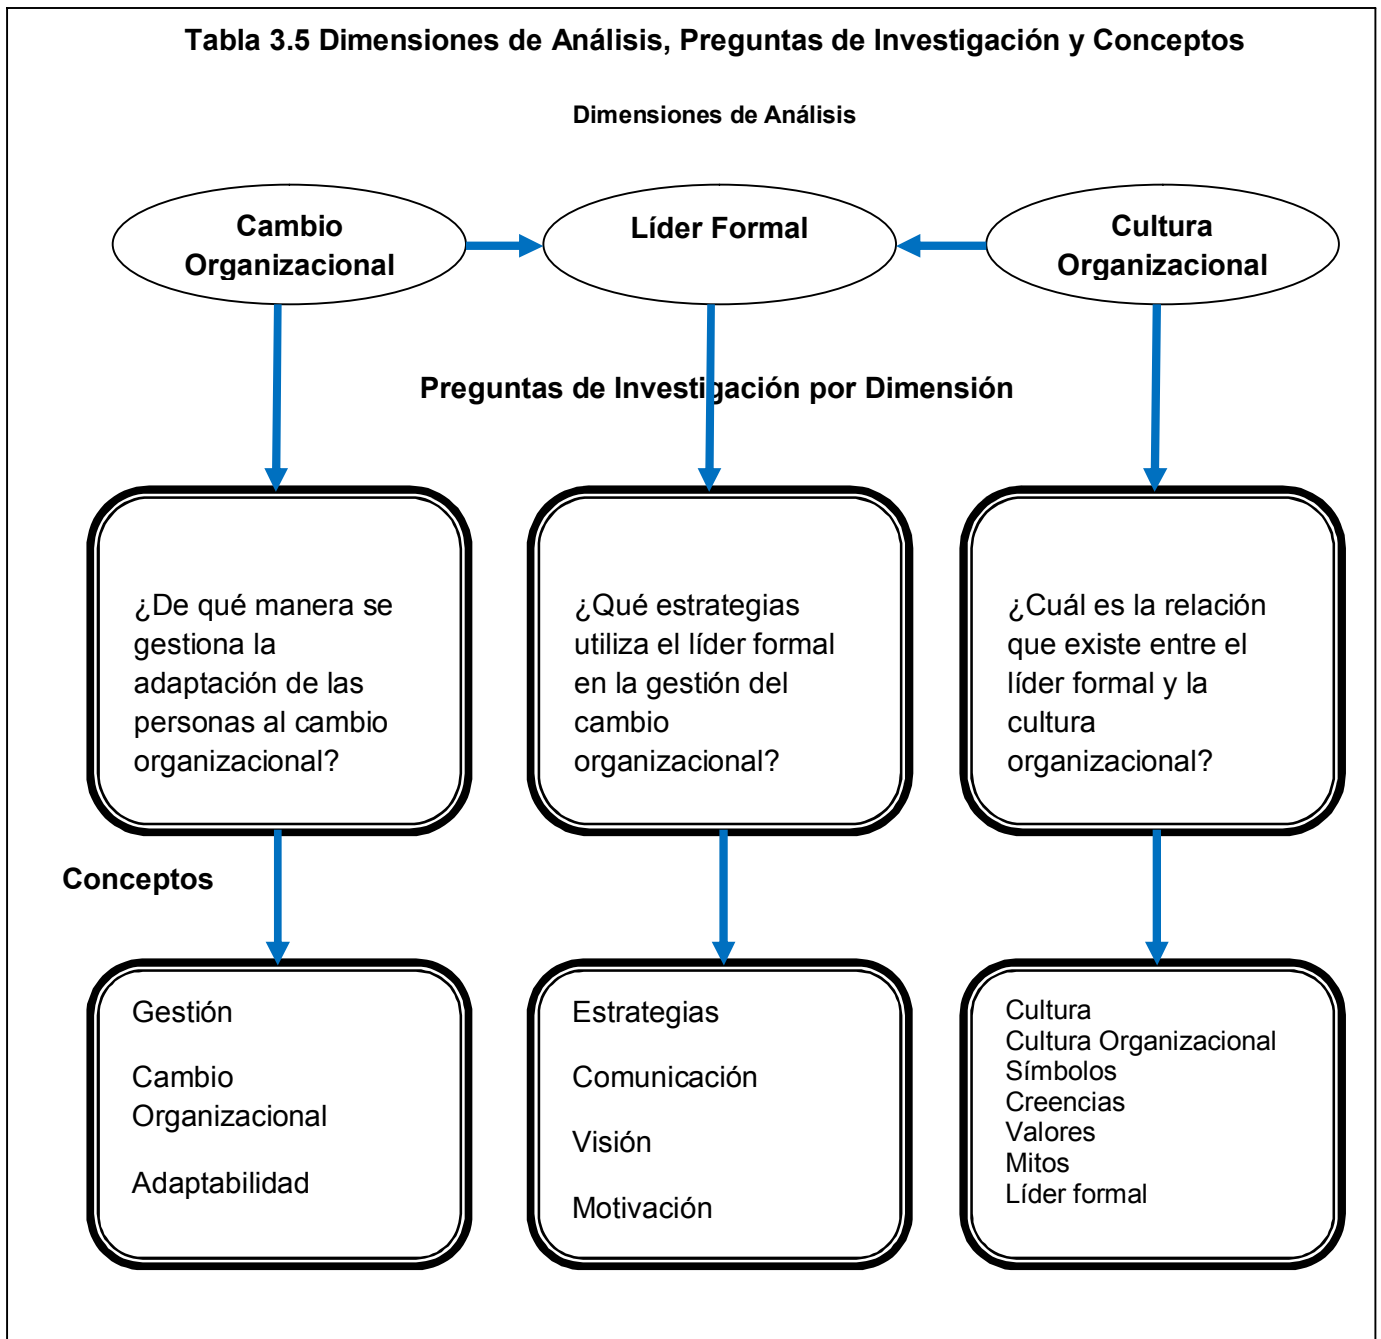 Tabla 3.5 Dimensiones de Análisis, Preguntas de Investigación y Conceptos
Dimensiones de Análisis
Cambio
Organizacional
Líder Formal
Cultura
Organizacional
Preguntas de Investigación por Dimensión
¿De qué manera se
gestiona la
adaptación de las
personas al cambio
organizacional?
¿Qué estrategias
utiliza el líder formal
en la gestión del
cambio
organizacional?
¿Cuál es la relación
que existe entre el
líder formal y la
cultura
organizacional?
Conceptos
Gestión
Cambio
Organizacional
Adaptabilidad
Estrategias
Comunicación
Visión
Motivación
Cultura
Cultura Organizacional
Símbolos
Creencias
Valores
Mitos
Líder formal